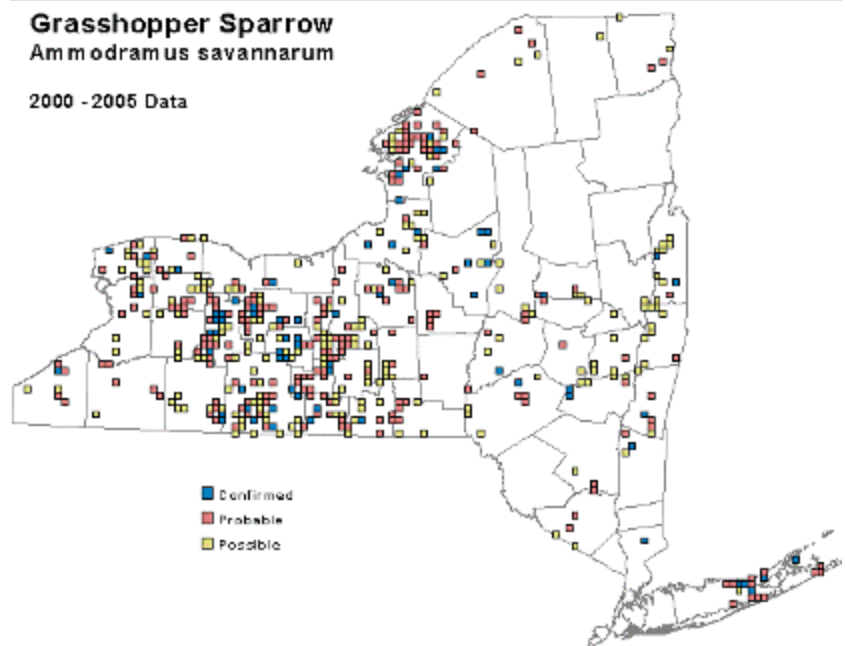 Grasshopper Sparrow
Ammodramus savannarum
2000 - 2005 Data
Confirmed
Probable
Possible